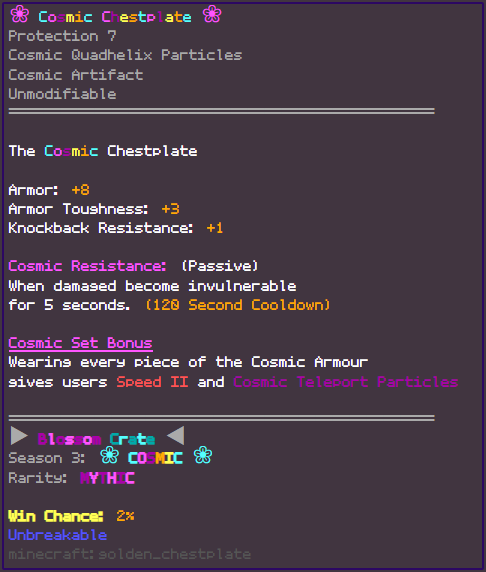 ❀ Cosmic Chestplate ❀
Protection 7
Cosmic Quadhelix Particles
Cosmic Artifact
Unmodifiable
The Cosmic Chestplate
Armor: +8
Armor Toughness: +3
Knockback Resistance: +1
Cosmic Resistance: (Passive)
When damaged become invulnerable
for 5 seconds. (120 Second Cooldown)
Cosmic Set Bonus
Wearing every piece of the Cosmic Armour
gives users Speed II and Cosmic Teleport Particles
▶ Blossom Crate ◀
Season 3: ❀ COSMIC ❀
Rarity: MYTHIC
Win Chance: 2%
Unbreakable
minecraft:golden_chestplate